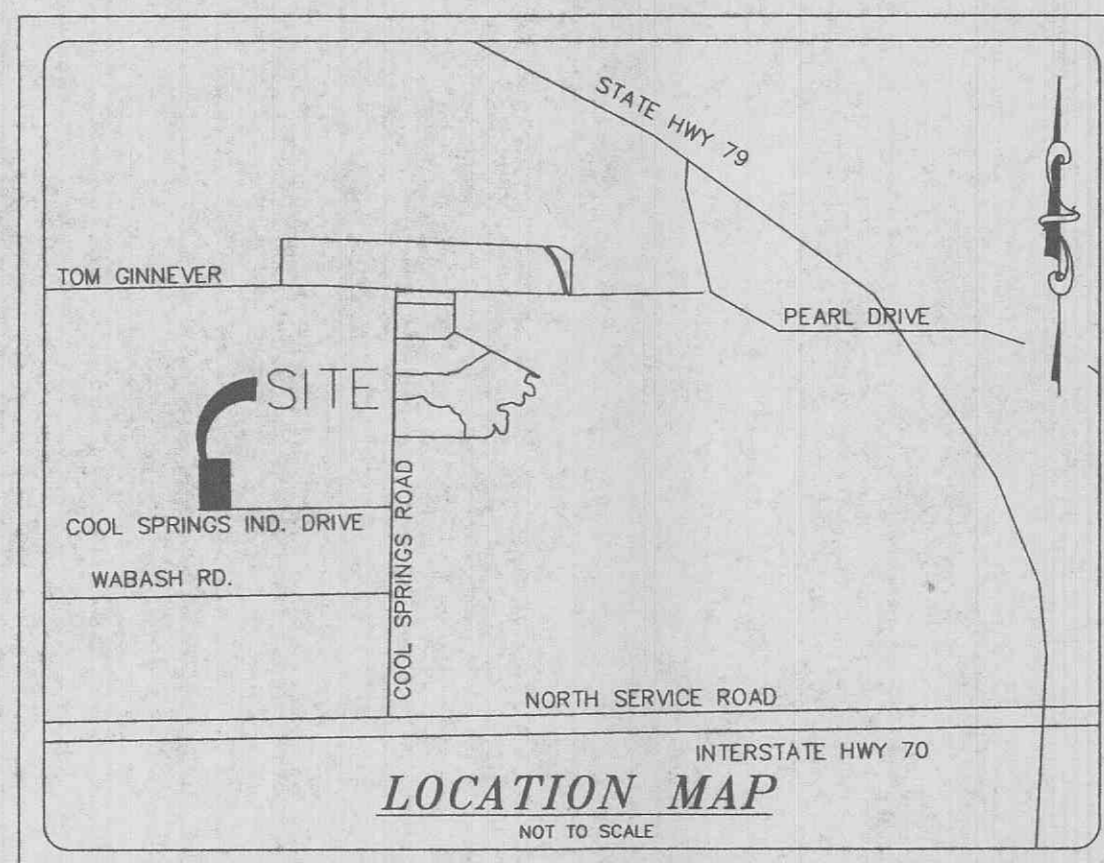 STATE HWY 79
TOM GINNEVER
PEARL DRIVE
SITE
COOL SPRINGS ROAD
COOL SPRINGS IND. DRIVE
WABASH RD.
NORTH SERVICE ROAD
INTERSTATE HWY 70
LOCATION MAP
NOT TO SCALE